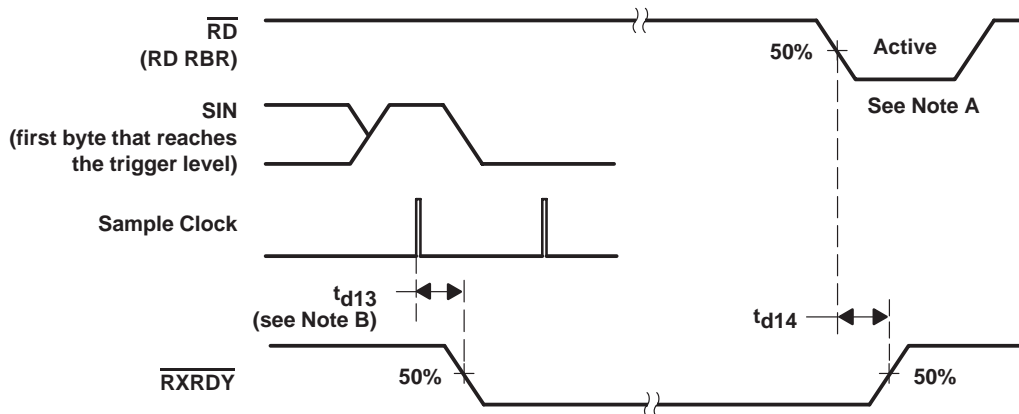 RD
(RD RBR)
50%
Active
See Note A
SIN
(first byte that reaches
the trigger level)
Sample Clock
td13
(see Note B)
td14
RXRDY
50%
50%